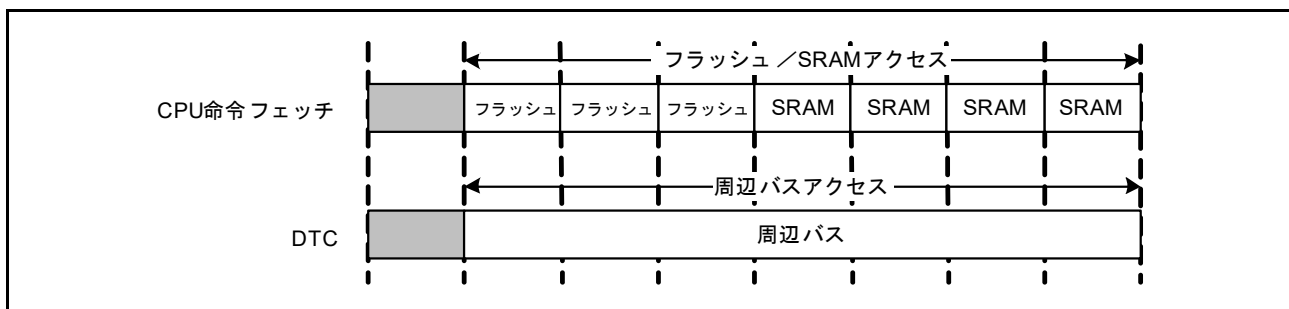 フラッシュ／SRAMアクセス
CPU命令フェッチ
フラッシュ フラッシュ フラッシュ SRAM SRAM SRAM SRAM
周辺バスアクセス
DTC
周辺バス